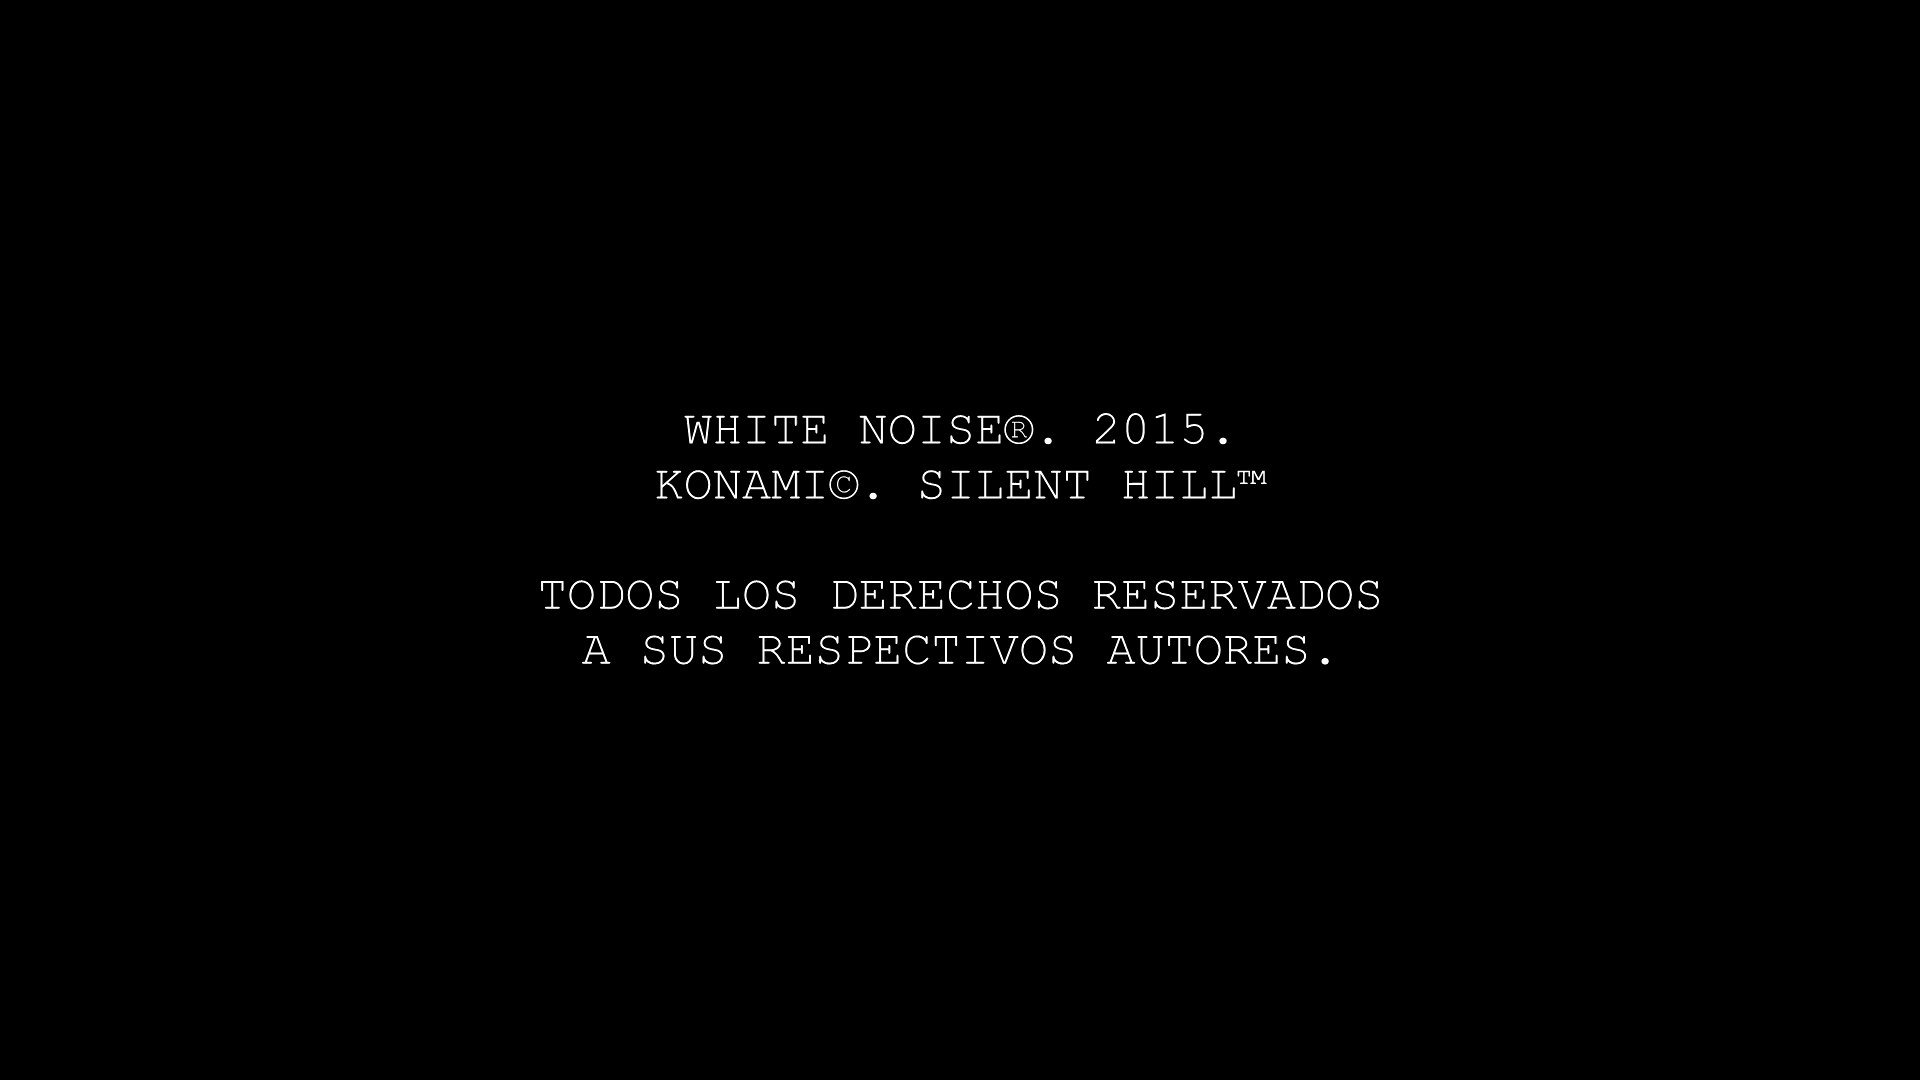 WHITE NOISE®. 2015.
KONAMI©. SILENT HILL™
TODOS LOS DERECHOS RESERVADOS
A SUS RESPECTIVOS AUTORES.